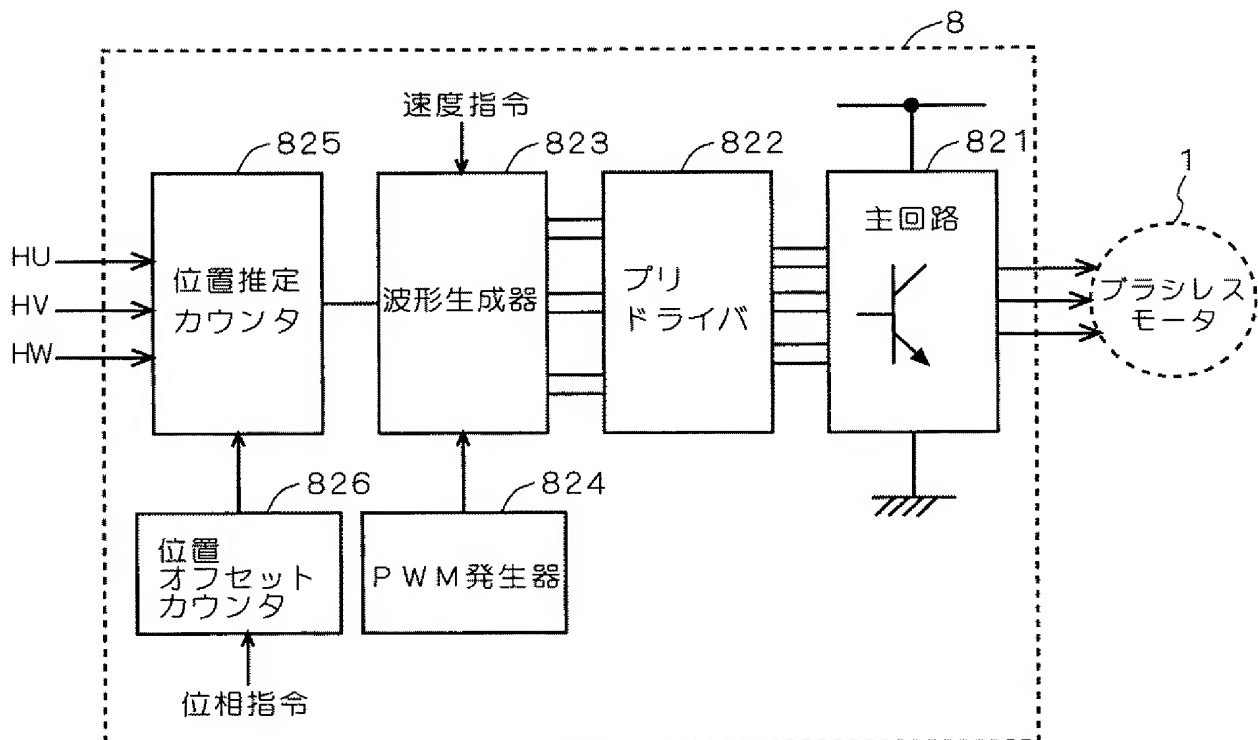 8
速度指令
825
823
822
821
1
HU
HV
HW
位置推定
カウンタ
波形生成器
プリ
ドライバ
主回路
ブラシレス
モータ
826
824
位置
オフセット
カウンタ
PWM発生器
位相指令